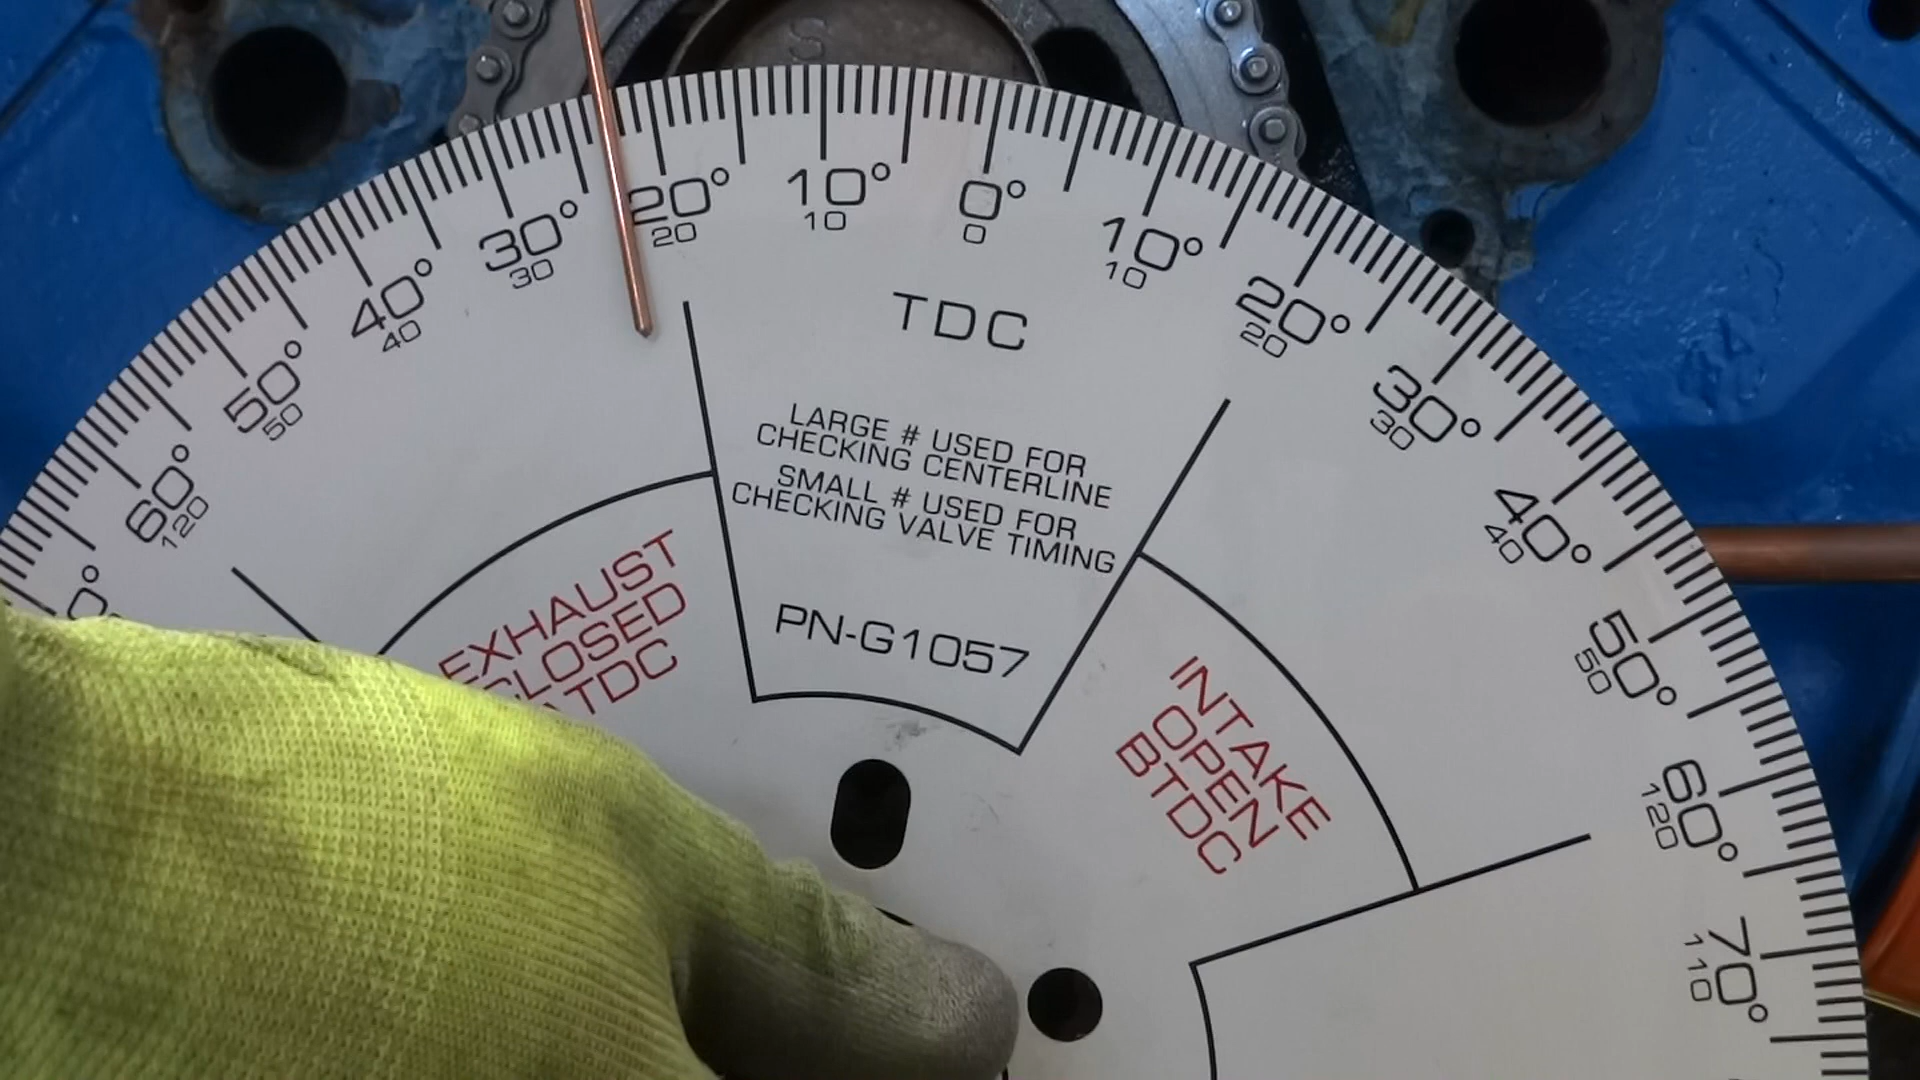 S
20° 10° 0° 10° 20° 30° 40° 50° 60° 70°
20 10 0 10 20 30 40 50 120 110
30° 40° 50° 60°
30 40 50 120
TDC
LARGE # USED FOR
CHECKING CENTERLINE
SMALL # USED FOR
CHECKING VALVE TIMING
PN-G1057
EXHAUST
CLOSED
ATDC
INTAKE
OPEN
BTDC